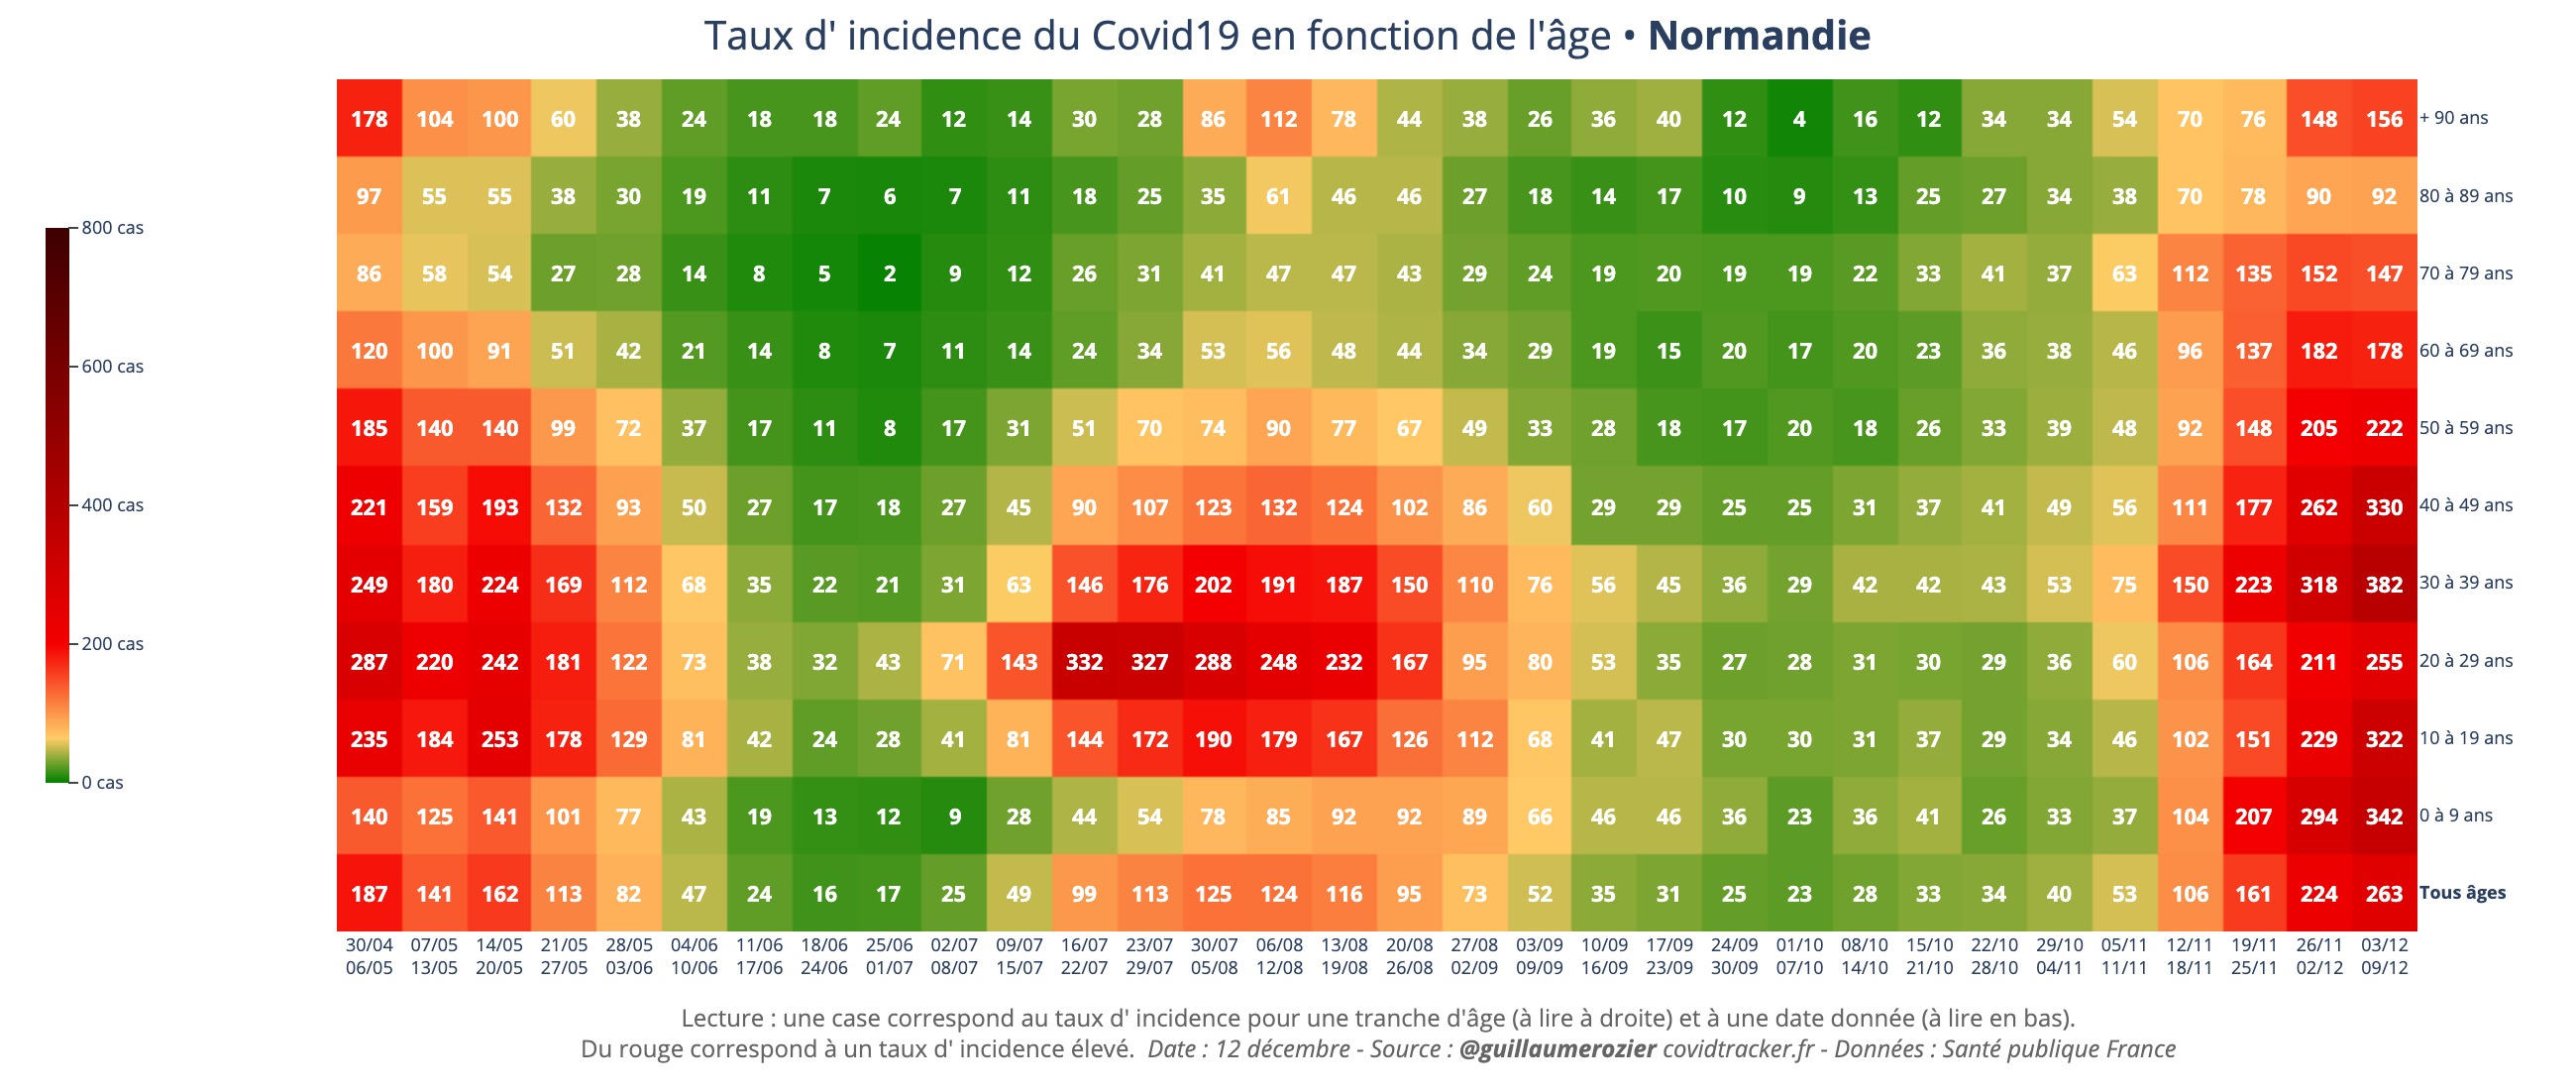 Taux d' incidence du Covid19 en fonction de l'âge • Normandie
800 cas
600 cas
400 cas
200 cas
0 cas
178 104 100 60 38 24 18 18 24 12 14 30 28 86 112 78 44 38 26 36 40 12 4 16 12 34 34 54 70 76 148 156 + 90 ans
97 55 55 38 30 19 11 7 6 7 11 18 25 35 61 46 46 27 18 14 17 10 9 13 25 27 34 38 70 78 90 92 80 à 89 ans
86 58 54 27 28 14 8 5 2 9 12 26 31 41 47 47 43 29 24 19 20 19 19 22 33 41 37 63 112 135 152 147 70 à 79 ans
120 100 91 51 42 21 14 8 7 11 14 24 34 53 56 48 44 34 29 19 15 20 17 20 23 36 38 46 96 137 182 178 60 à 69 ans
185 140 140 99 72 37 17 11 8 17 31 51 70 74 90 77 67 49 33 28 18 17 20 18 26 33 39 48 92 148 205 222 50 à 59 ans
221 159 193 132 93 50 27 17 18 27 45 90 107 123 132 124 102 86 60 29 29 25 25 31 37 41 49 56 111 177 262 330 40 à 49 ans
249 180 224 169 112 68 35 22 21 31 63 146 176 202 191 187 150 110 76 56 45 36 29 42 42 43 53 75 150 223 318 382 30 à 39 ans
287 220 242 181 122 73 38 32 43 71 143 332 327 288 248 232 167 95 80 53 35 27 28 31 30 29 36 60 106 164 211 255 20 à 29 ans
235 184 253 178 129 81 42 24 28 41 81 144 172 190 179 167 126 112 68 41 47 30 30 31 37 29 34 46 102 151 229 322 10 à 19 ans
140 125 141 101 77 43 19 13 12 9 28 44 54 78 85 92 92 89 66 46 46 36 23 36 41 26 33 37 104 207 294 342 0 à 9 ans
187 141 162 113 82 47 24 16 17 25 49 99 113 125 124 116 95 73 52 35 31 25 23 28 33 34 40 53 106 161 224 263 Tous âges
30/04 07/05 14/05 21/05 28/05 04/06 11/06 18/06 25/06 02/07 09/07 16/07 23/07 30/07 06/08 13/08 20/08 27/08 03/09 10/09 17/09 24/09 01/10 08/10 15/10 22/10 29/10 05/11 12/11 19/11 26/11 03/12
06/05 13/05 20/05 27/05 03/06 10/06 17/06 24/06 01/07 08/07 15/07 22/07 29/07 05/08 12/08 19/08 26/08 02/09 09/09 16/09 23/09 30/09 07/10 14/10 21/10 28/10 04/11 11/11 18/11 25/11 02/12 09/12
Lecture : une case correspond au taux d' incidence pour une tranche d'âge (à lire à droite) et à une date donnée (à lire en bas).
Du rouge correspond à un taux d' incidence élevé. Date : 12 décembre - Source : @guillaumerozier covidtracker.fr - Données : Santé publique France